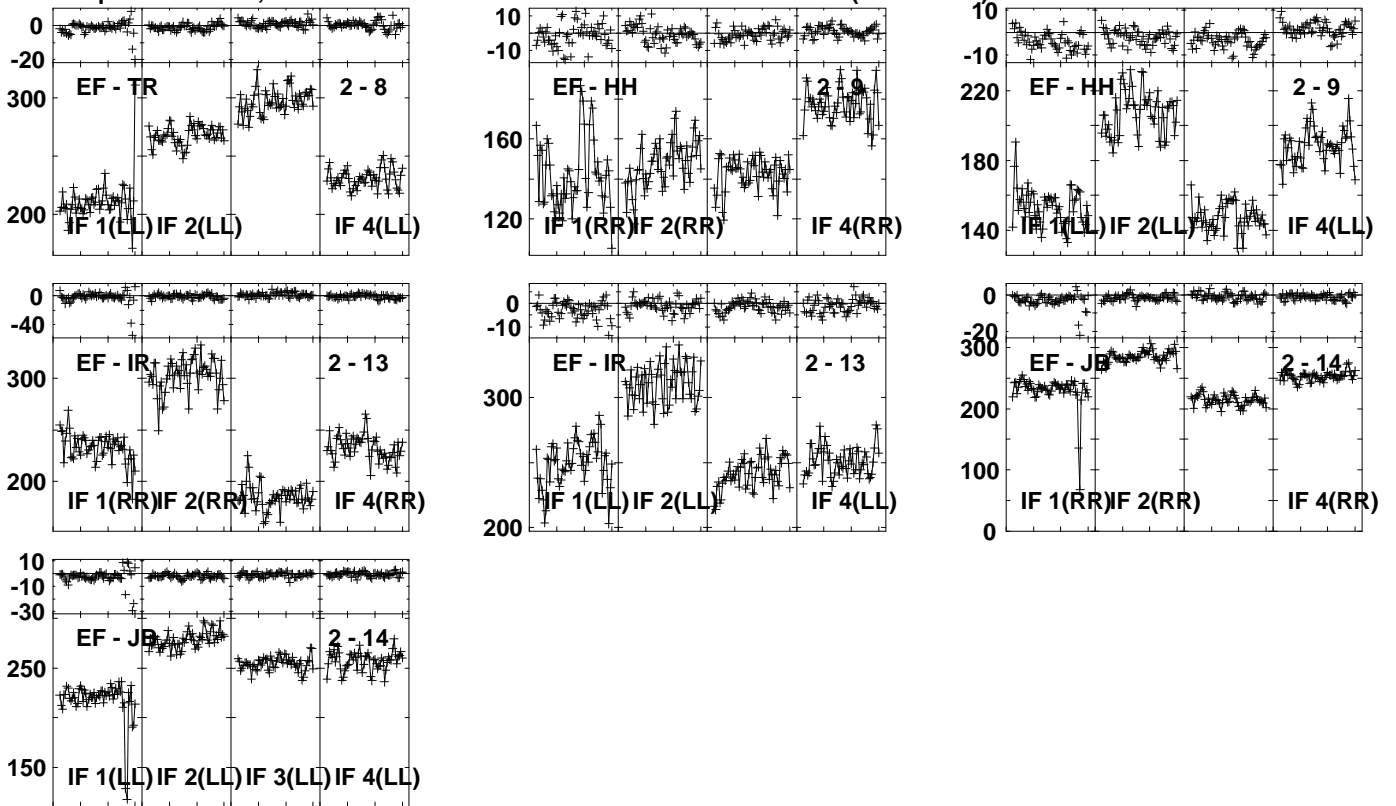 10
0
-20
EF - TR
2 - 8
300
200
IF 1(LL) IF 2(LL) IF 4(LL)
10
-10
EF - HH
2 - 9
160
120
IF 1(RR) IF 2(RR) IF 4(RR)
10
-10
EF - HH
2 - 9
220
180
140
IF 1(LL) IF 2(LL) IF 4(LL)
0
-40
EF - IR
2 - 13
300
200
IF 1(RR) IF 2(RR) IF 4(RR)
0
-10
EF - IR
2 - 13
300
200
IF 1(LL) IF 2(LL) IF 4(LL)
0
-20
EF - JB
2 - 14
300
200
100
0
IF 1(RR) IF 2(RR) IF 4(RR)
10
-10
-30
EF - JB
2 - 14
250
150
IF 1(LL) IF 2(LL) IF 3(LL) IF 4(LL)